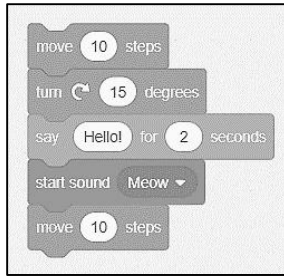 move 10 steps
turn 15 degrees
say Hello! for 2 seconds
start sound Meow
move 10 steps